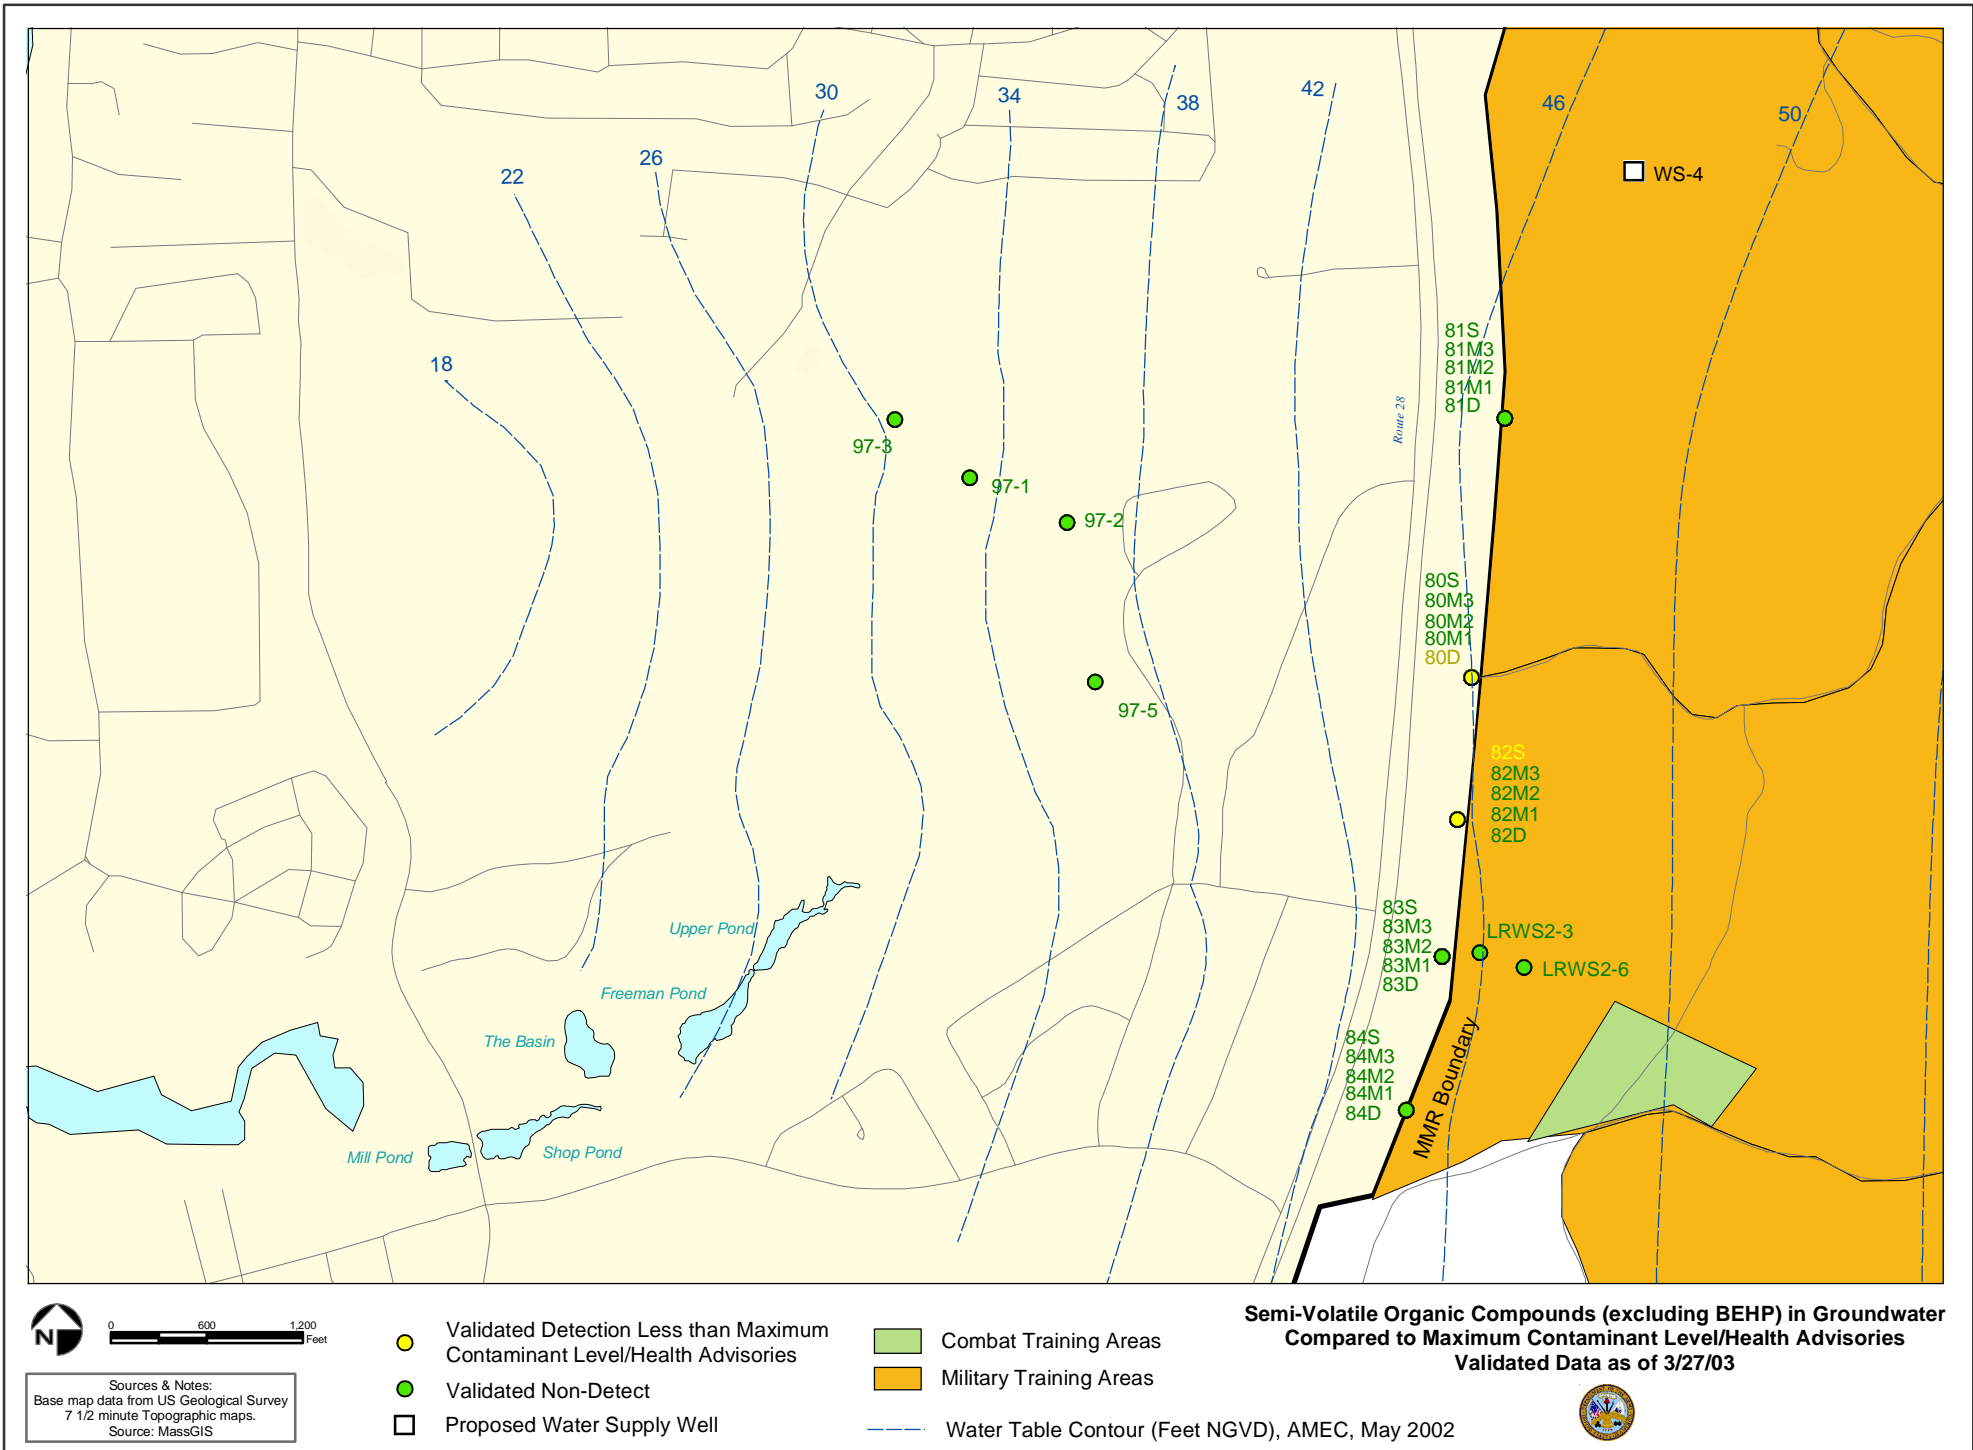 30
34
38
42
46
50
26
22
WS-4
18
81S
81M3
81M2
81M1
81D
Route 28
97-3
97-1
97-2
80S
80M3
80M2
80M1
80D
97-5
82S
82M3
82M2
82M1
82D
83S
83M3
83M2
83M1
83D
LRWS2-3
LRWS2-6
Upper Pond
Freeman Pond
The Basin
84S
84M3
84M2
84M1
84D
MMR Boundary
Mill Pond
Shop Pond
N
0 600 1,200
Feet
Sources & Notes:
Base map data from US Geological Survey
7 1/2 minute Topographic maps.
Source: MassGIS
Validated Detection Less than Maximum
Contaminant Level/Health Advisories
Validated Non-Detect
Proposed Water Supply Well
Combat Training Areas
Military Training Areas
Water Table Contour (Feet NGVD), AMEC, May 2002
Semi-Volatile Organic Compounds (excluding BEHP) in Groundwater
Compared to Maximum Contaminant Level/Health Advisories
Validated Data as of 3/27/03